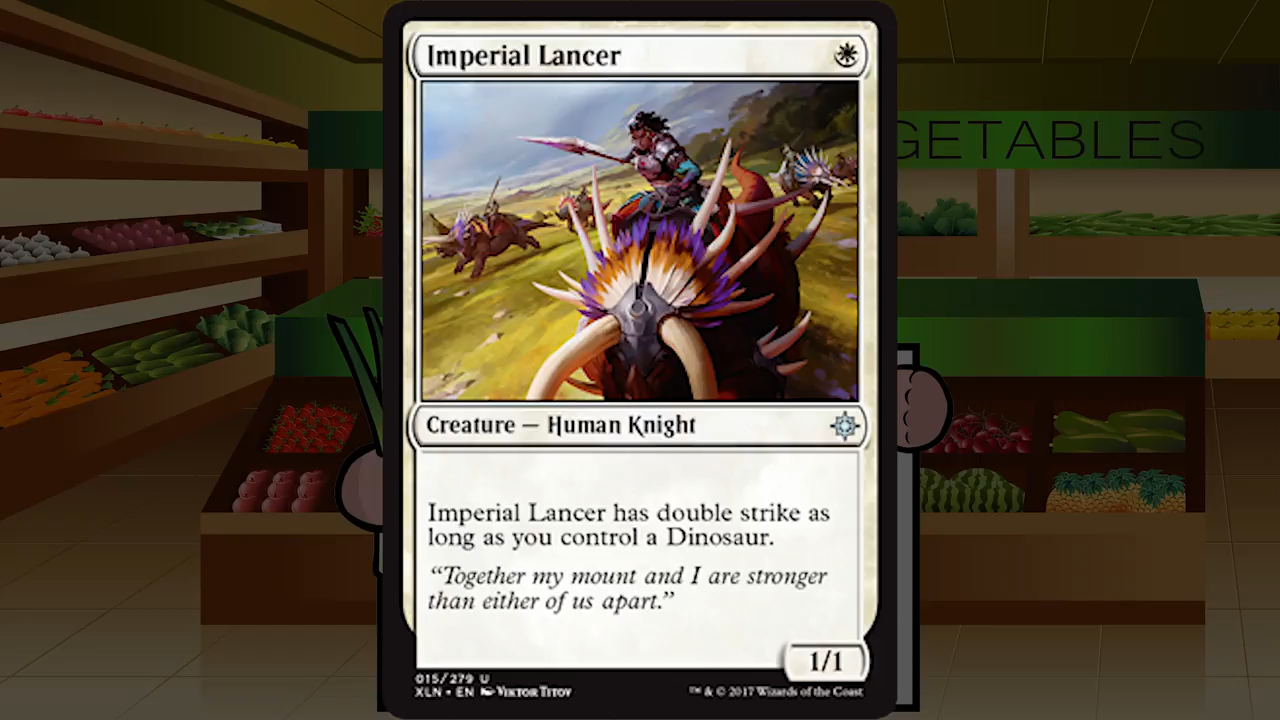 Imperial Lancer
GETABLES
Creature — Human Knight
Imperial Lancer has double strike as
long as you control a Dinosaur.
“Together my mount and I are stronger
than either of us apart.”
1/1
015/279 U
XLN • EN Viktor Titov
™ & © 2017 Wizards of the Coast